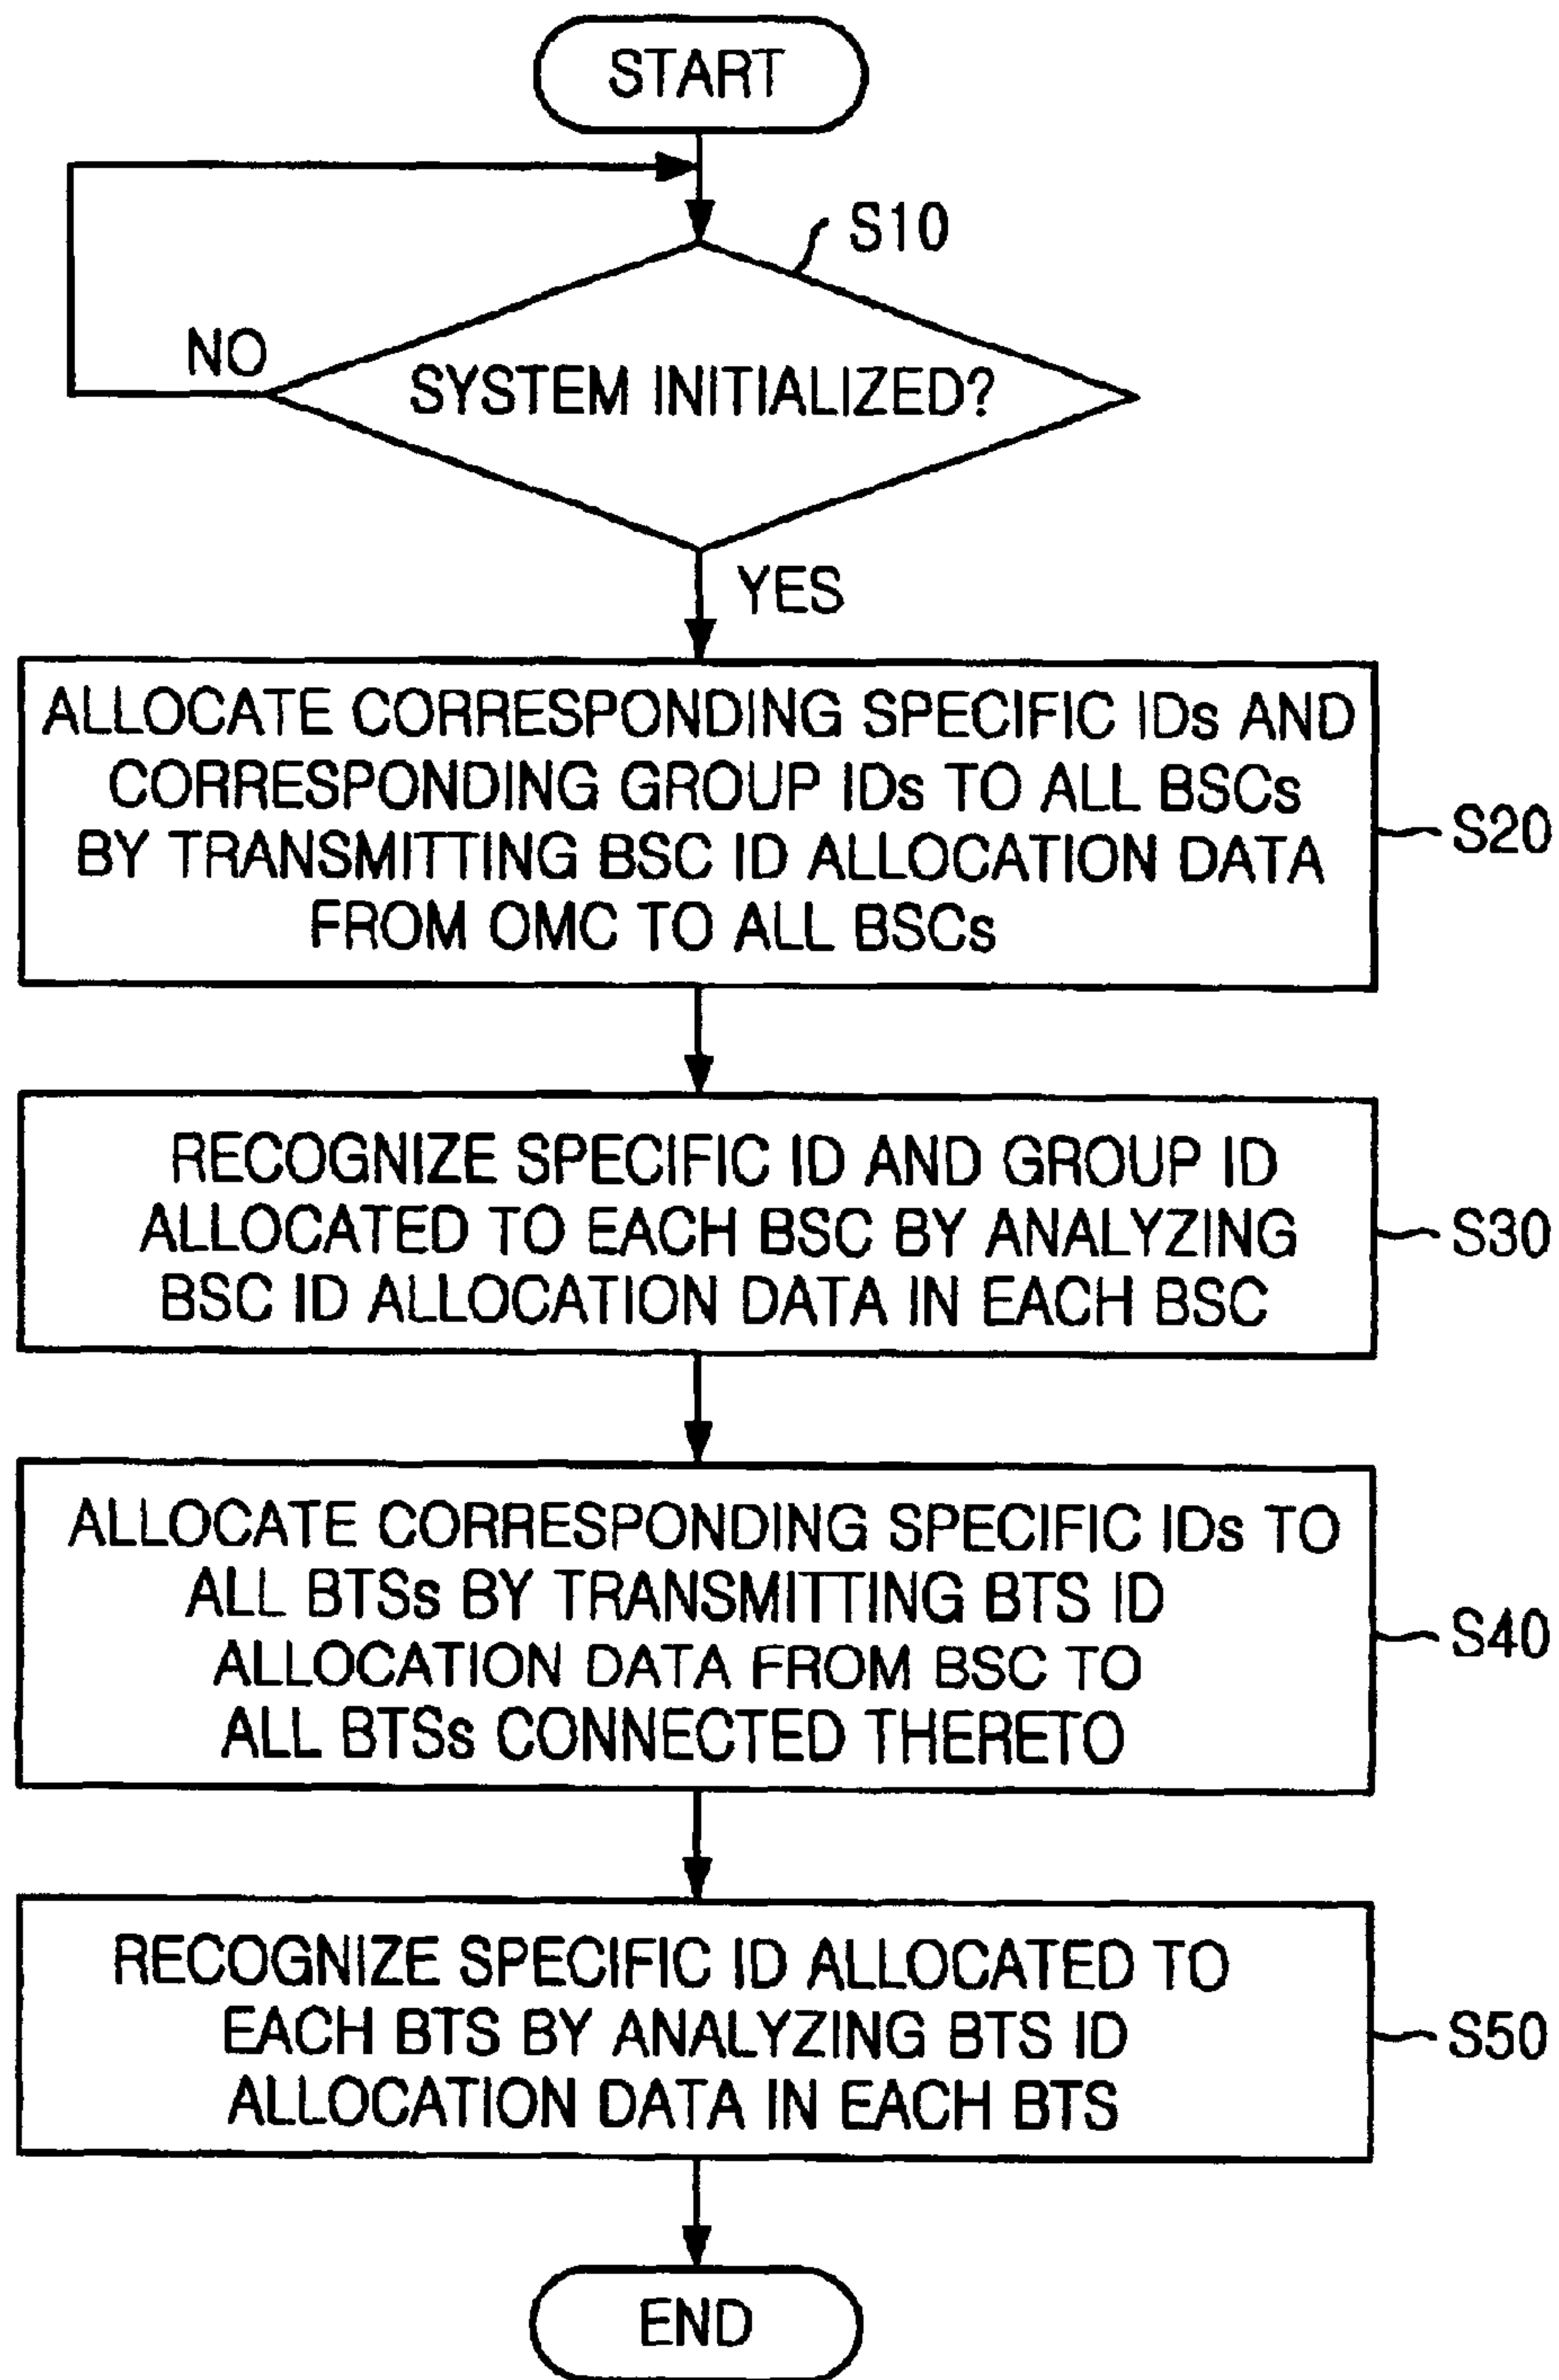 START
S10
NO
SYSTEM INITIALIZED?
YES
ALLOCATE CORRESPONDING SPECIFIC IDs AND
CORRESPONDING GROUP IDs TO ALL BSCs
BY TRANSMITTING BSC ID ALLOCATION DATA
FROM OMC TO ALL BSCs
S20
RECOGNIZE SPECIFIC ID AND GROUP ID
ALLOCATED TO EACH BSC BY ANALYZING
BSC ID ALLOCATION DATA IN EACH BSC
S30
ALLOCATE CORRESPONDING SPECIFIC IDs TO
ALL BTSs BY TRANSMITTING BTS ID
ALLOCATION DATA FROM BSC TO
ALL BTSs CONNECTED THERETO
S40
RECOGNIZE SPECIFIC ID ALLOCATED TO
EACH BTS BY ANALYZING BTS ID
ALLOCATION DATA IN EACH BTS
S50
END